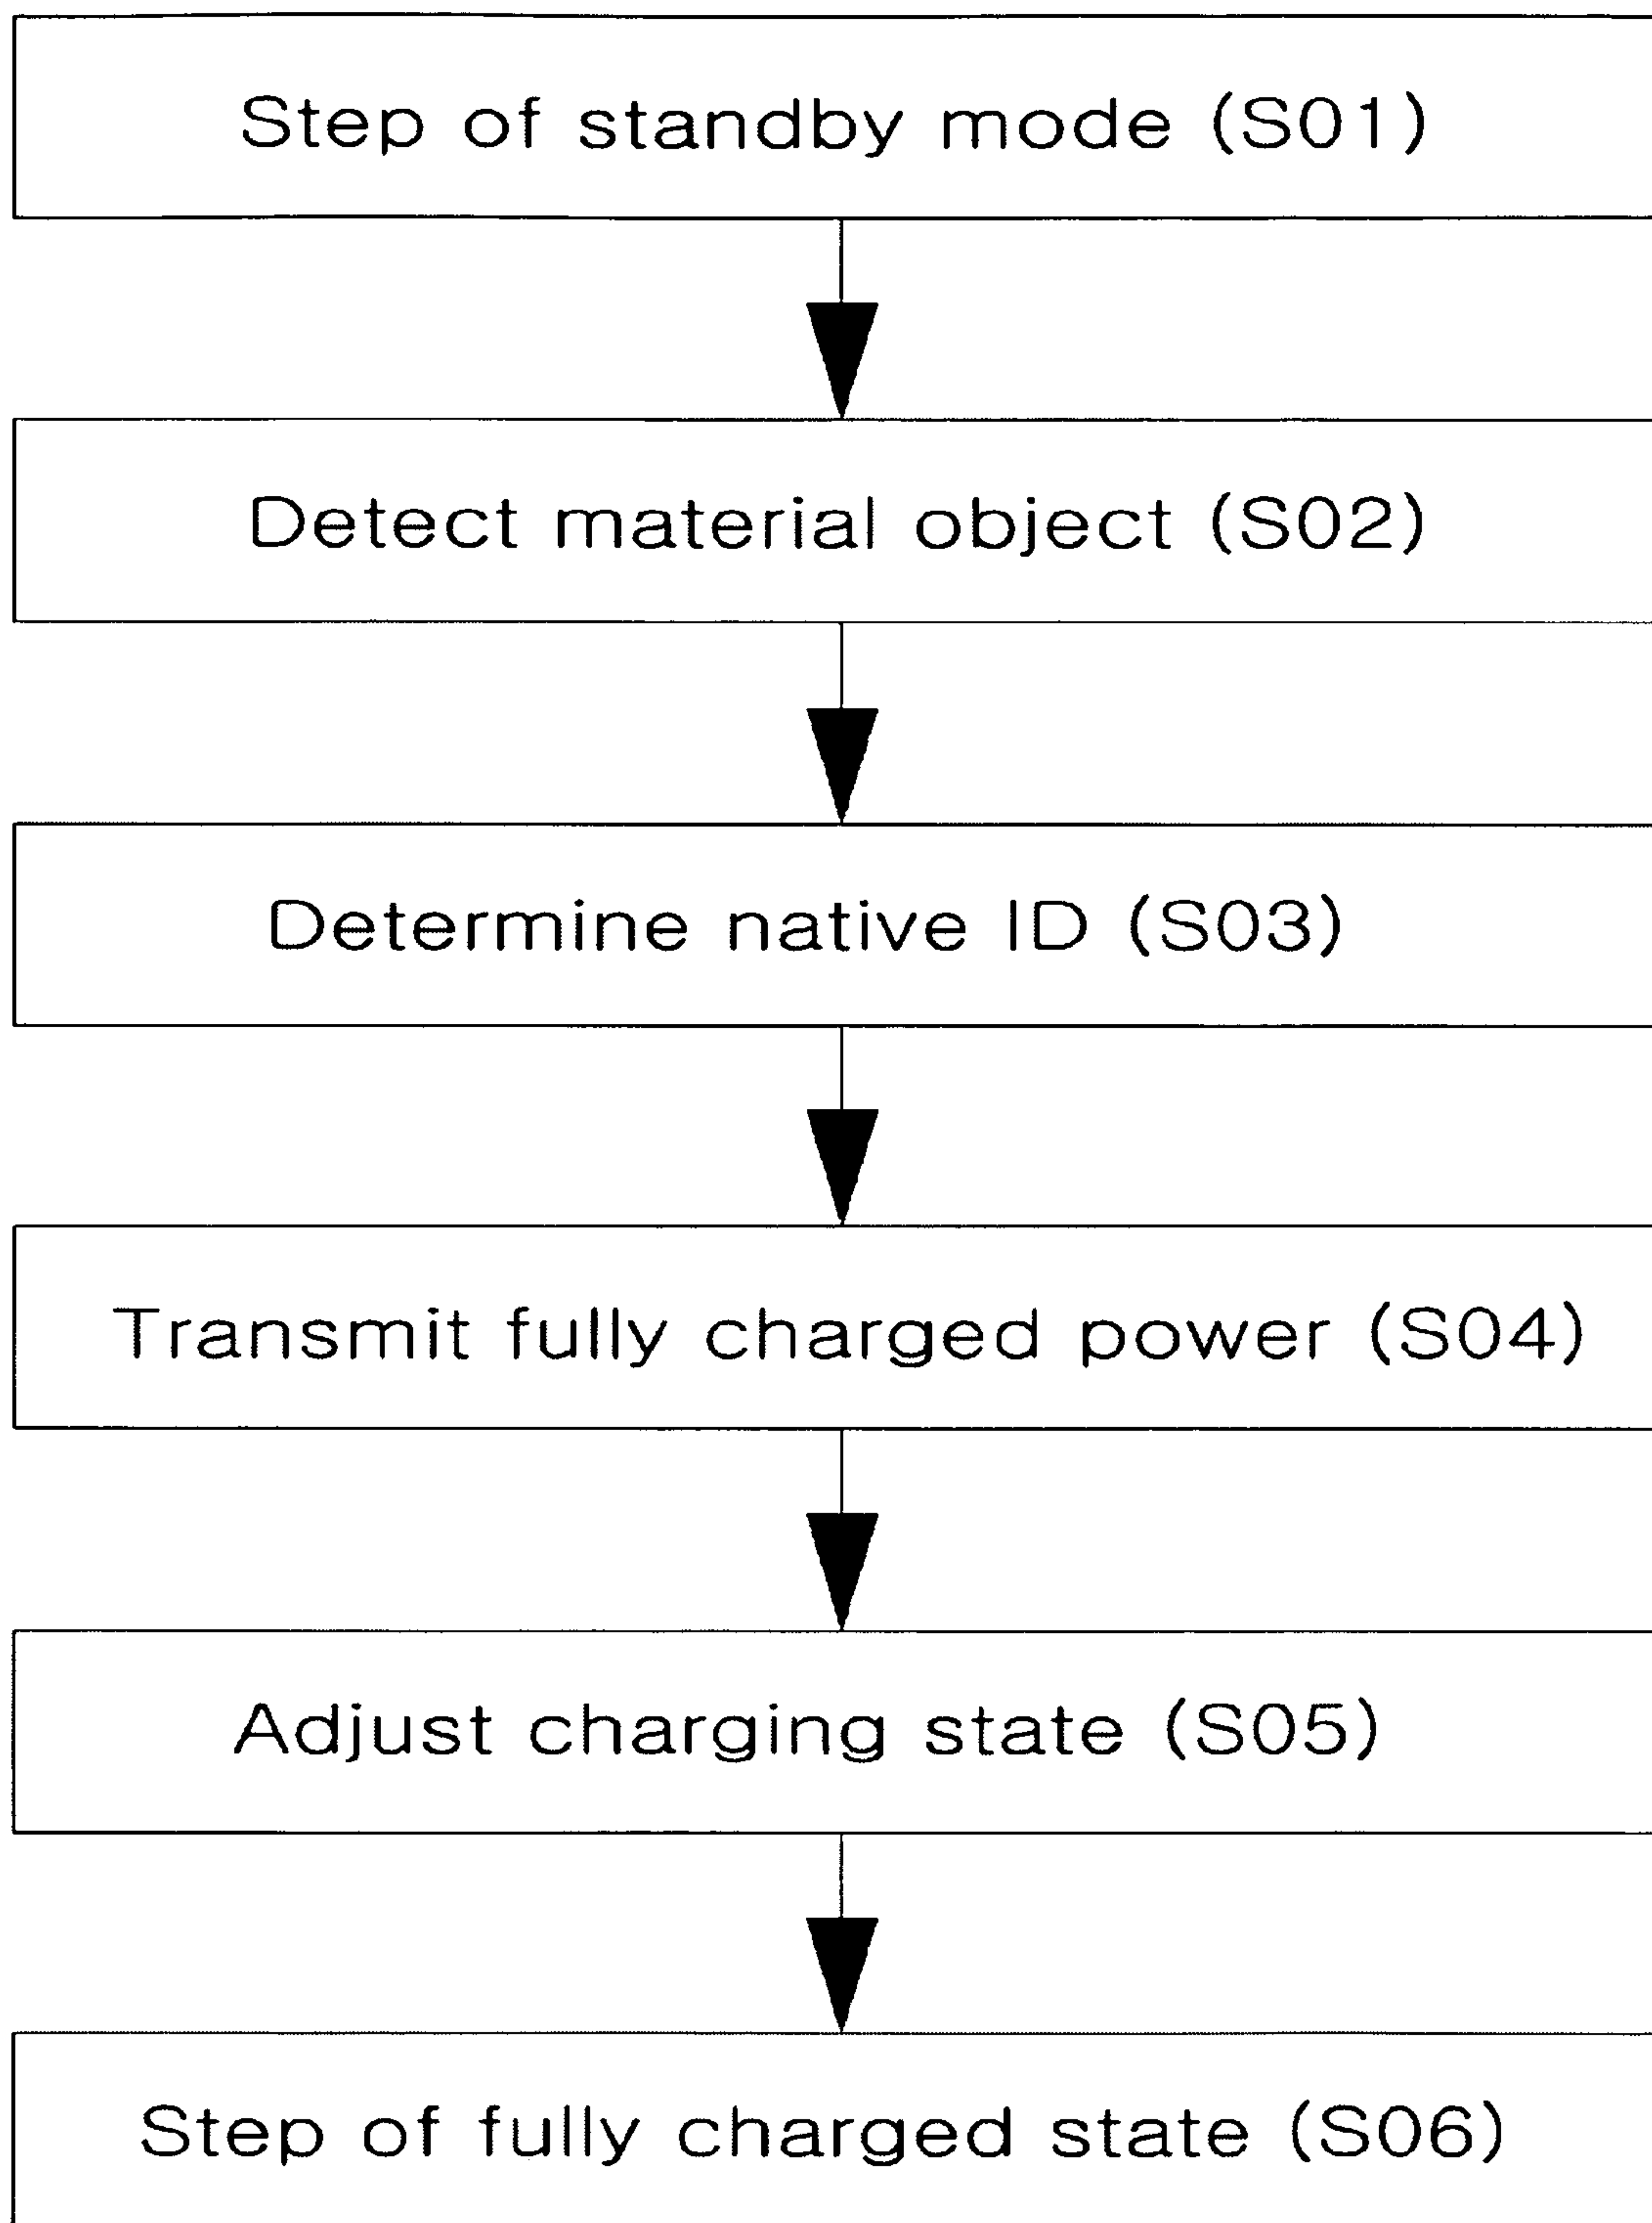 Step of standby mode (S01)
Detect material object (S02)
Determine native ID (S03)
Transmit fully charged power (S04)
Adjust charging state (S05)
Step of fully charged state (S06)